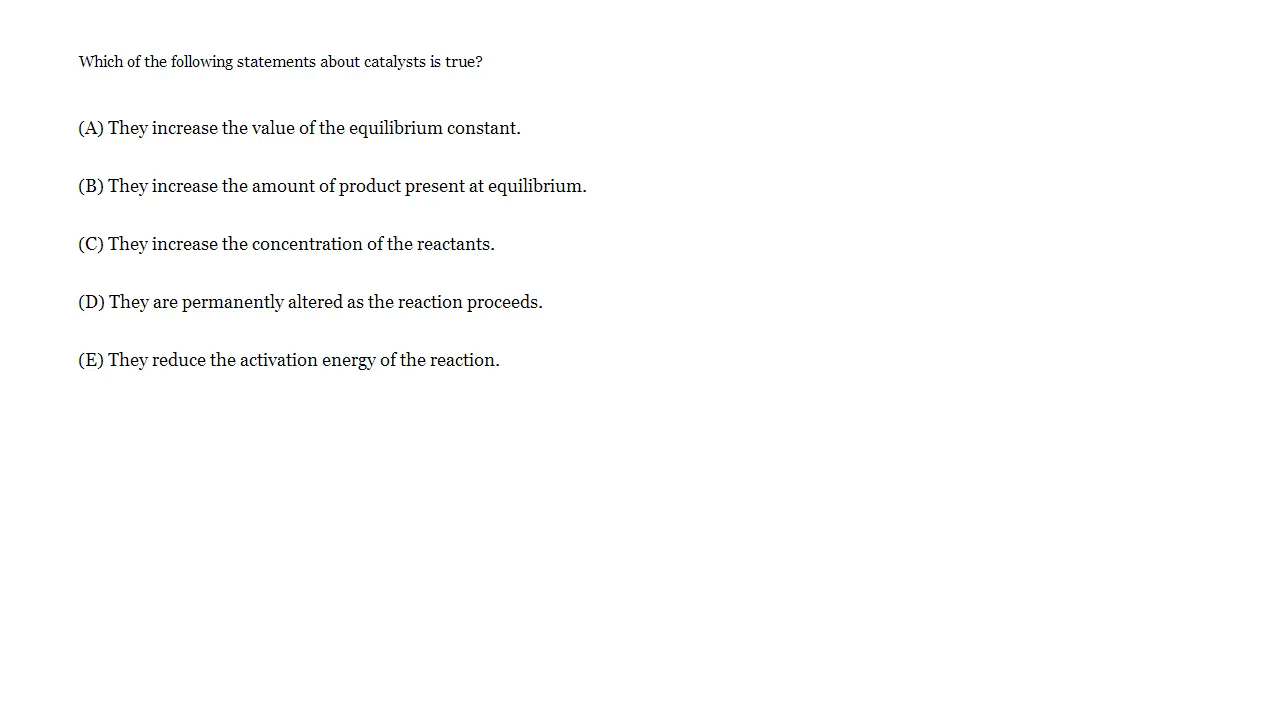 Which of the following statements about catalysts is true?
(A) They increase the value of the equilibrium constant.
(B) They increase the amount of product present at equilibrium.
(C) They increase the concentration of the reactants.
(D) They are permanently altered as the reaction proceeds.
(E) They reduce the activation energy of the reaction.